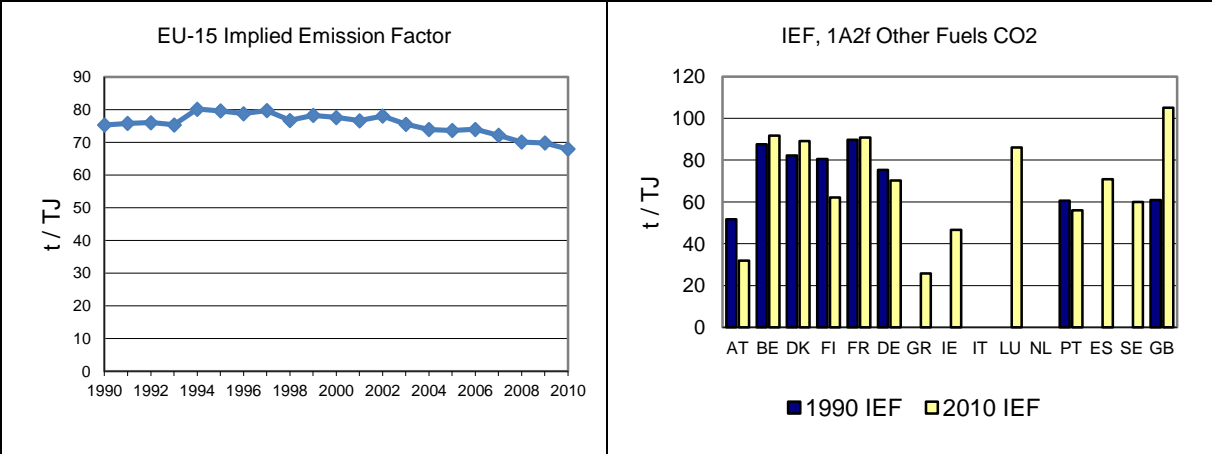 EU-15 Implied Emission Factor
90
80
70
60
50
40
30
20
10
0
t / TJ
1990 1992 1994 1996 1998 2000 2002 2004 2006 2008 2010
IEF, 1A2f Other Fuels CO2
120
100
80
60
40
20
0
t / TJ
AT BE DK FI FR DE GR IE IT LU NL PT ES SE GB
1990 IEF 2010 IEF